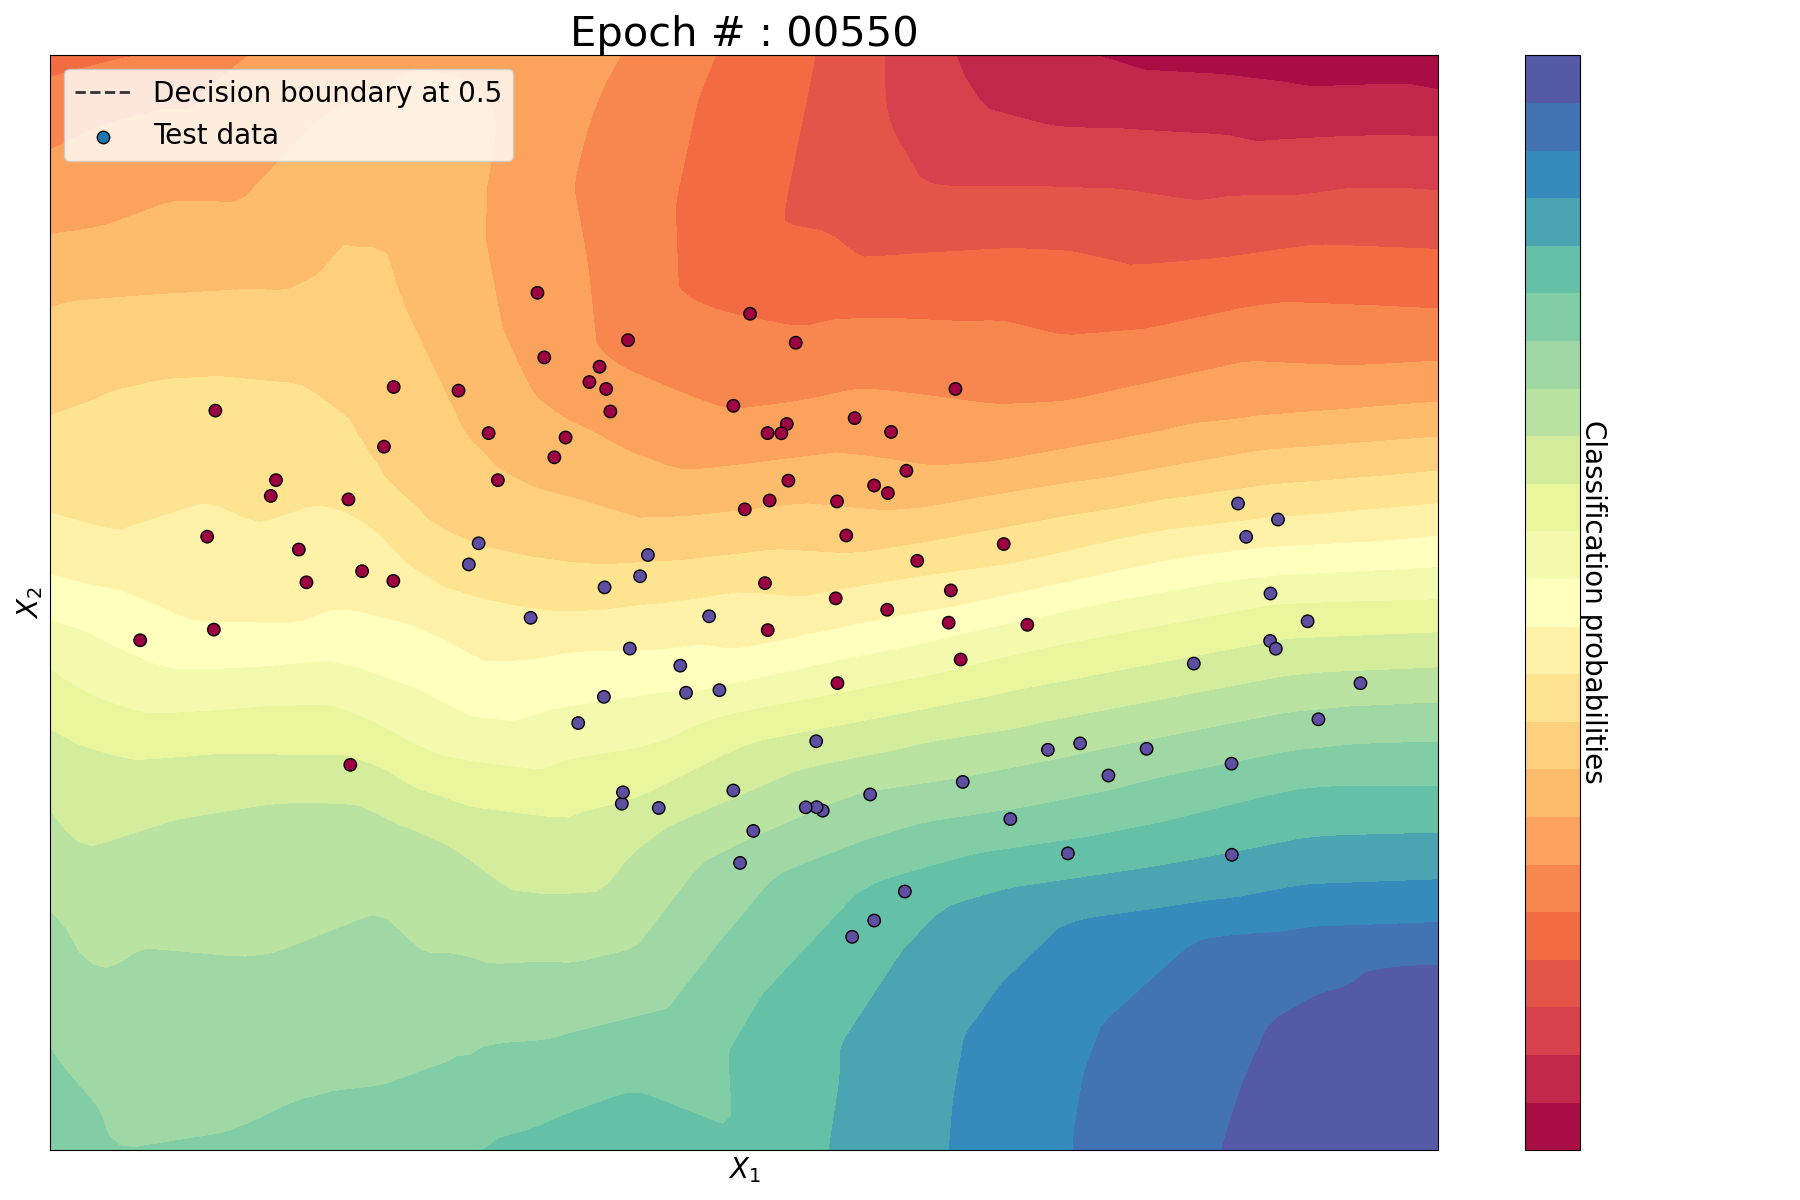 Epoch # : 00550
Decision boundary at 0.5
Test data
X₂
X₁
Classification probabilities